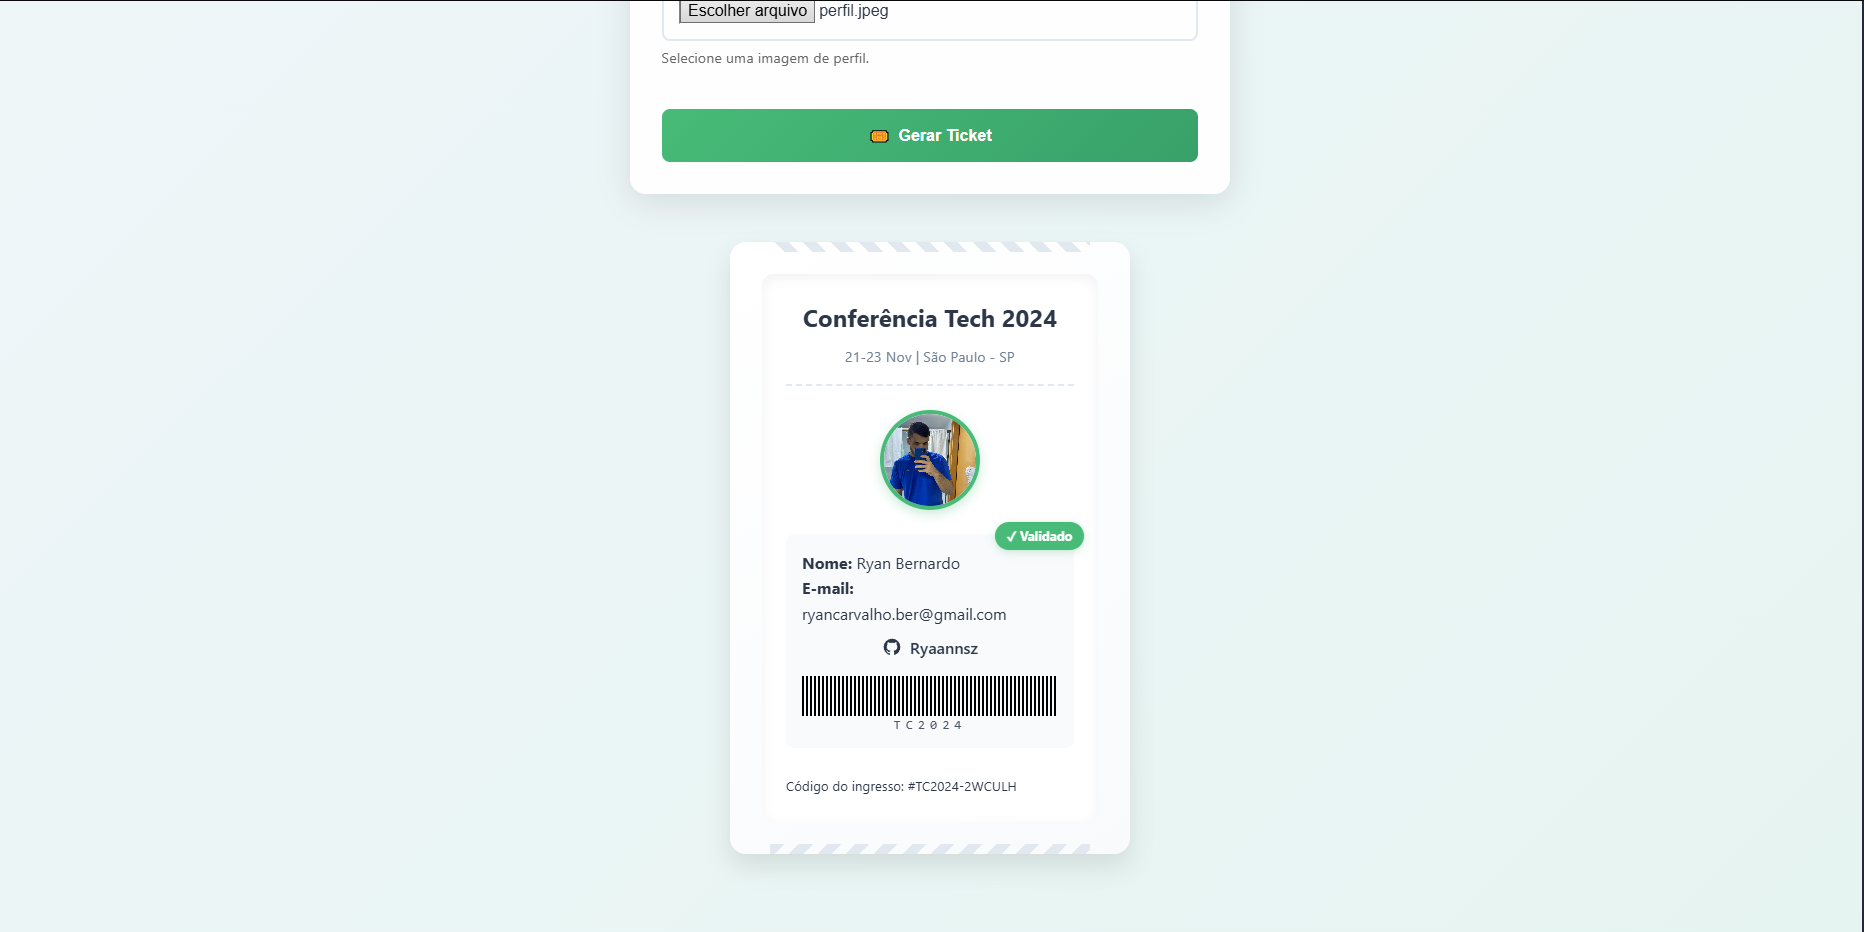 Escolher arquivo perfil.jpeg
Selecione uma imagem de perfil.
Gerar Ticket
Conferência Tech 2024
21-23 Nov | São Paulo - SP
✓ Validado
Nome: Ryan Bernardo
E-mail:
ryancarvalho.ber@gmail.com
Ryaannsz
TC2024
Código do ingresso: #TC2024-2WCULH